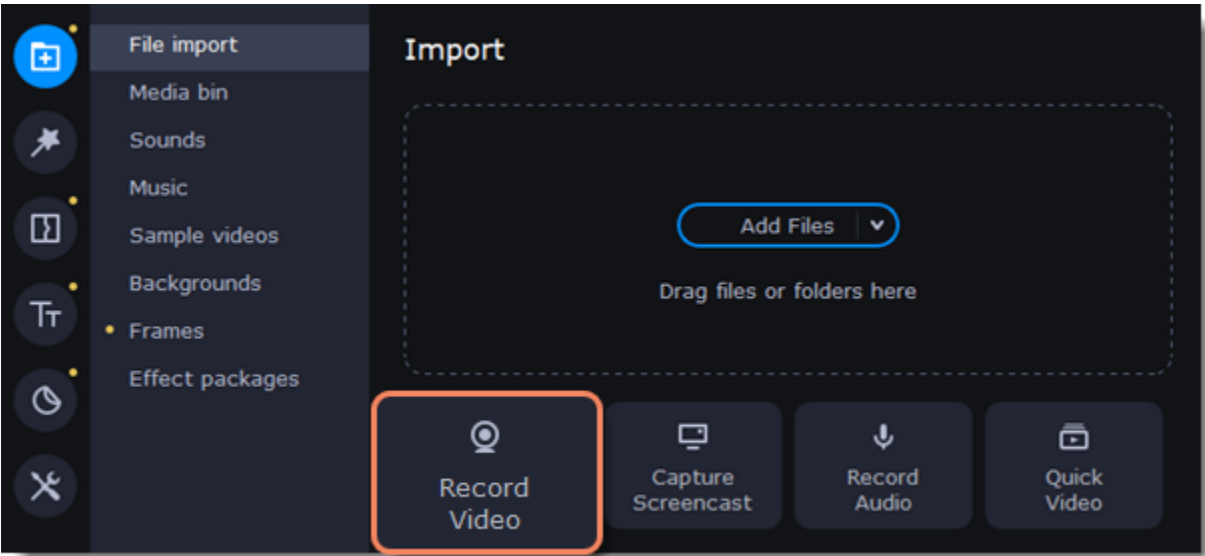 File import
Media bin
Sounds
Music
Sample videos
Backgrounds
Frames
Effect packages
Import
Add Files
Drag files or folders here
Record
Video
Capture
Screencast
Record
Audio
Quick
Video
Tт